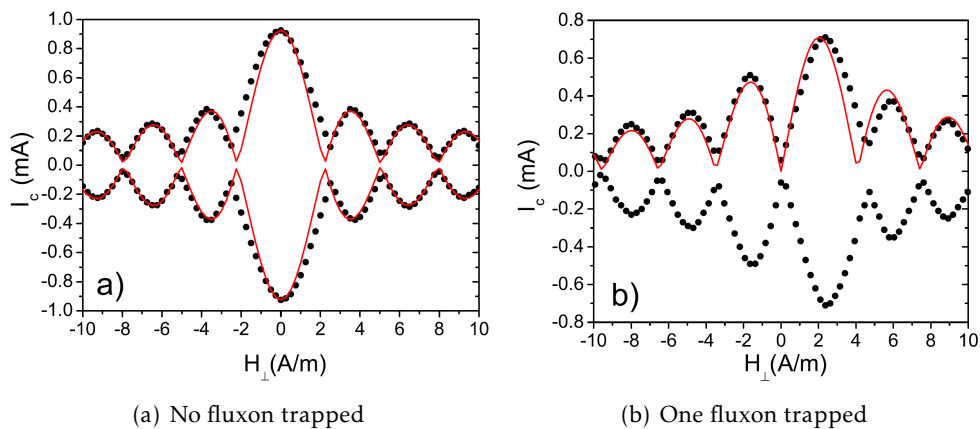 1.0
0.8
0.6
0.4
0.2
0.0
-0.2
-0.4
-0.6
-0.8
-1.0
I_c (mA)
a)
-10 -8 -6 -4 -2 0 2 4 6 8 10
H_⊥(A/m)
(a) No fluxon trapped
0.8
0.6
0.4
0.2
0.0
-0.2
-0.4
-0.6
-0.8
I_c (mA)
b)
-10 -8 -6 -4 -2 0 2 4 6 8 10
H_⊥(A/m)
(b) One fluxon trapped